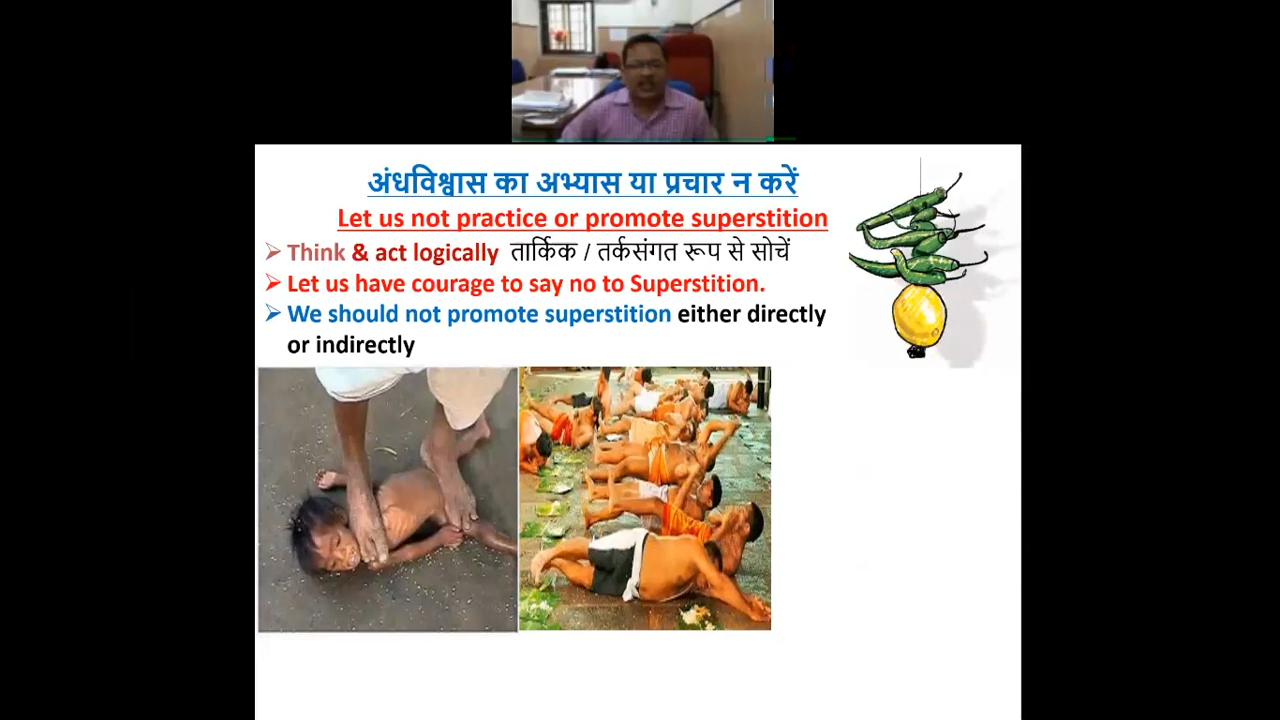 अंधविश्वास का अभ्यास या प्रचार न करें
Let us not practice or promote superstition
Think & act logically तार्किक / तर्कसंगत रूप से सोचें
Let us have courage to say no to Superstition.
We should not promote superstition either directly
or indirectly